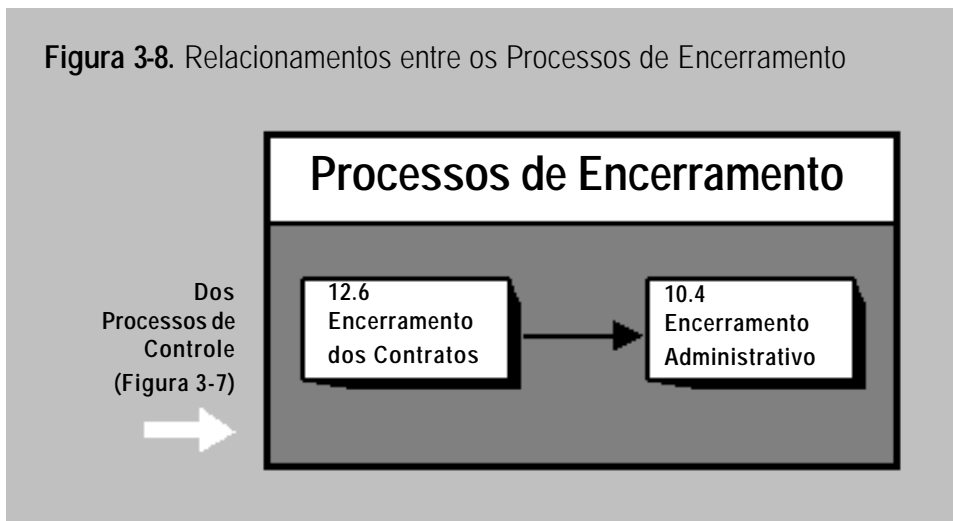 Figura 3-8. Relacionamentos entre os Processos de Encerramento
Processos de Encerramento
Dos
Processos de
Controle
(Figura 3-7)
12.6
Encerramento
dos Contratos
10.4
Encerramento
Administrativo